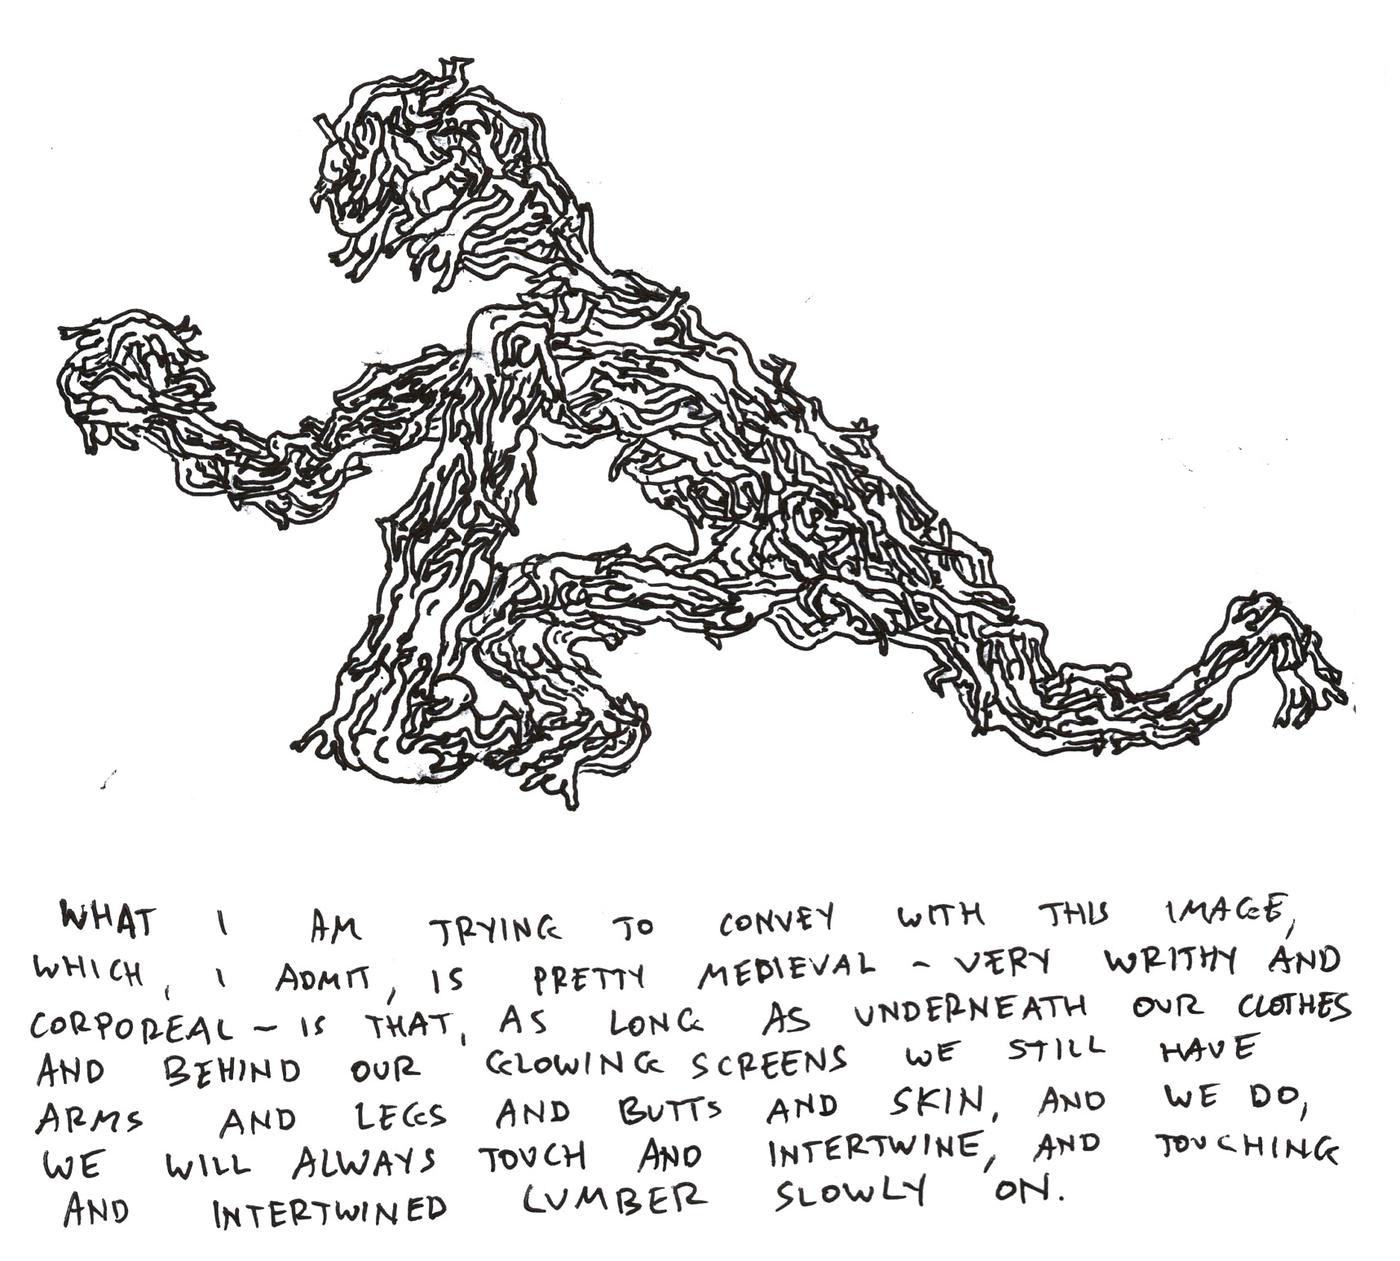 WHAT I AM TRYING TO CONVEY WITH THIS IMAGE,
WHICH, I ADMIT, IS PRETTY MEDIEVAL – VERY WRITHY AND
CORPOREAL – IS THAT, AS LONG AS UNDERNEATH OUR CLOTHES
AND BEHIND OUR GLOWING SCREENS WE STILL HAVE
ARMS AND LEGS AND BUTTS AND SKIN, AND WE DO,
WE WILL ALWAYS TOUCH AND INTERTWINE, AND TOUCHING
AND INTERTWINED LUMBER SLOWLY ON.